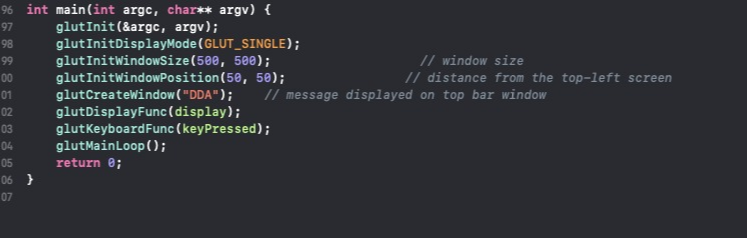 96 int main(int argc, char** argv) {
97     glutInit(&argc, argv);
98     glutInitDisplayMode(GLUT_SINGLE);
99     glutInitWindowSize(500, 500);                    // window size
00     glutInitWindowPosition(50, 50);                // distance from the top-left screen
01     glutCreateWindow("DDA");    // message displayed on top bar window
02     glutDisplayFunc(display);
03     glutKeyboardFunc(keyPressed);
04     glutMainLoop();
05     return 0;
06 }
07